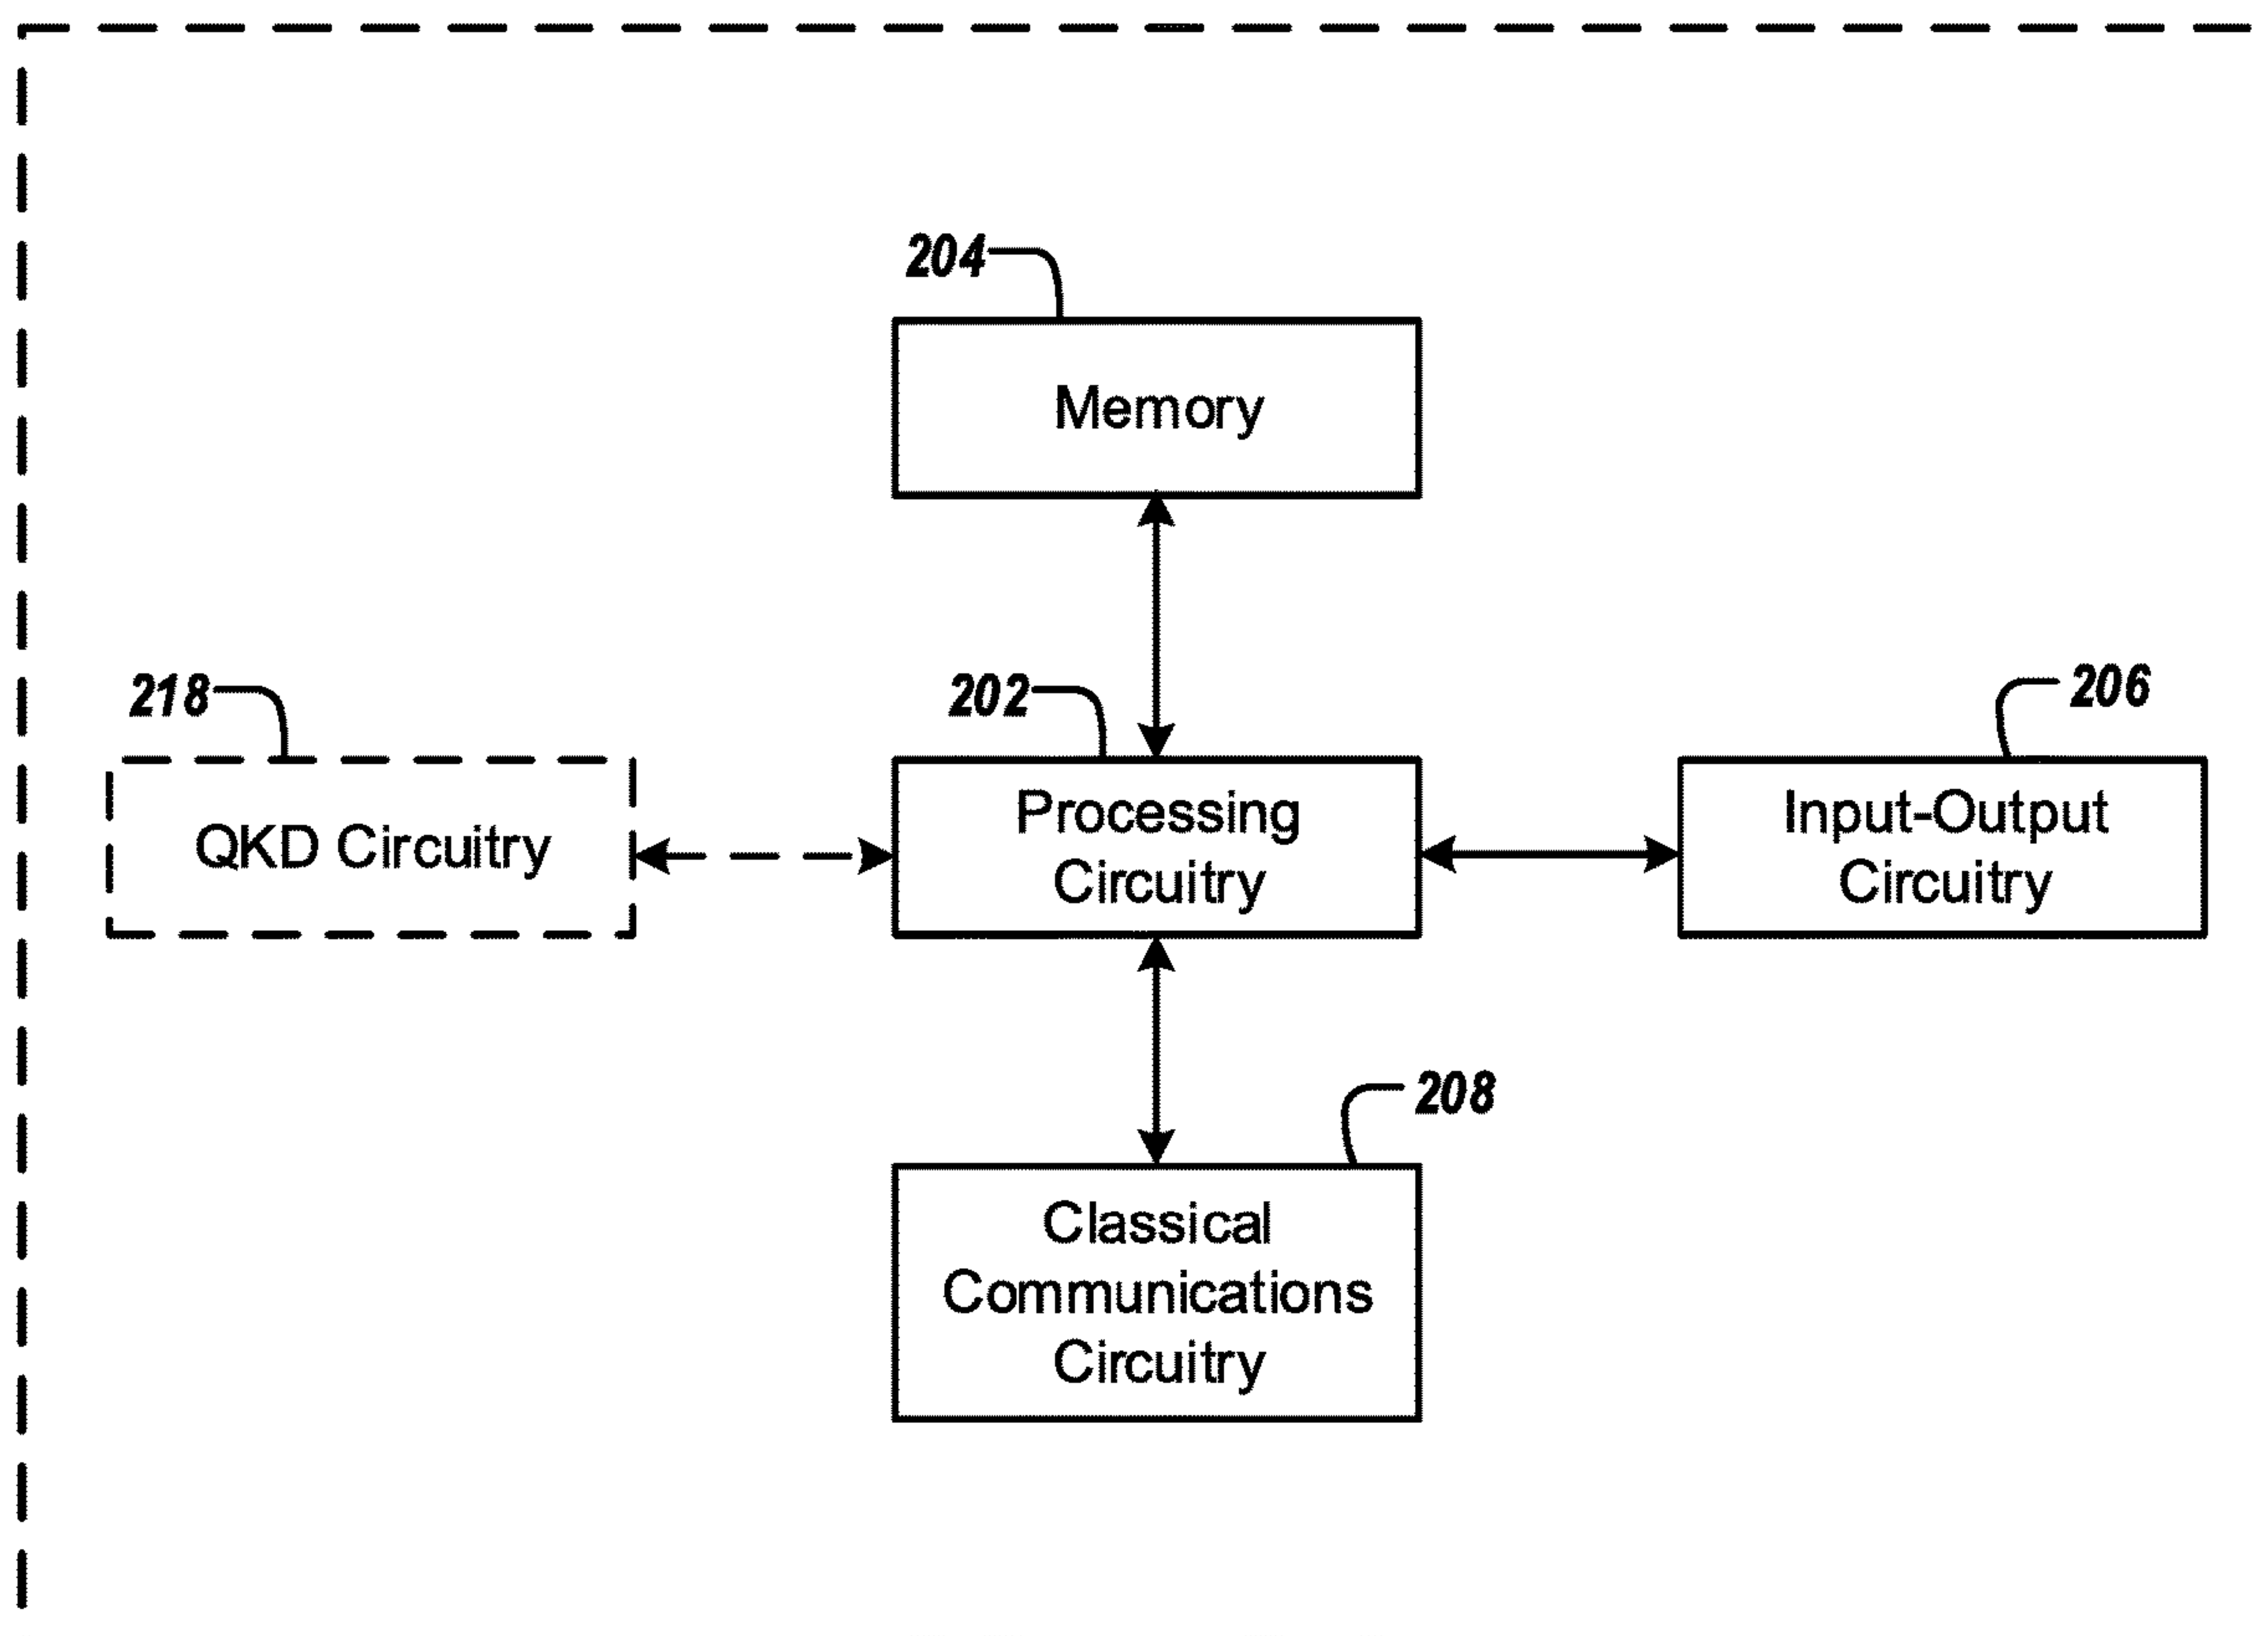 204
Memory
218
202
206
QKD Circuitry
Processing
Circuitry
Input-Output
Circuitry
208
Classical
Communications
Circuitry